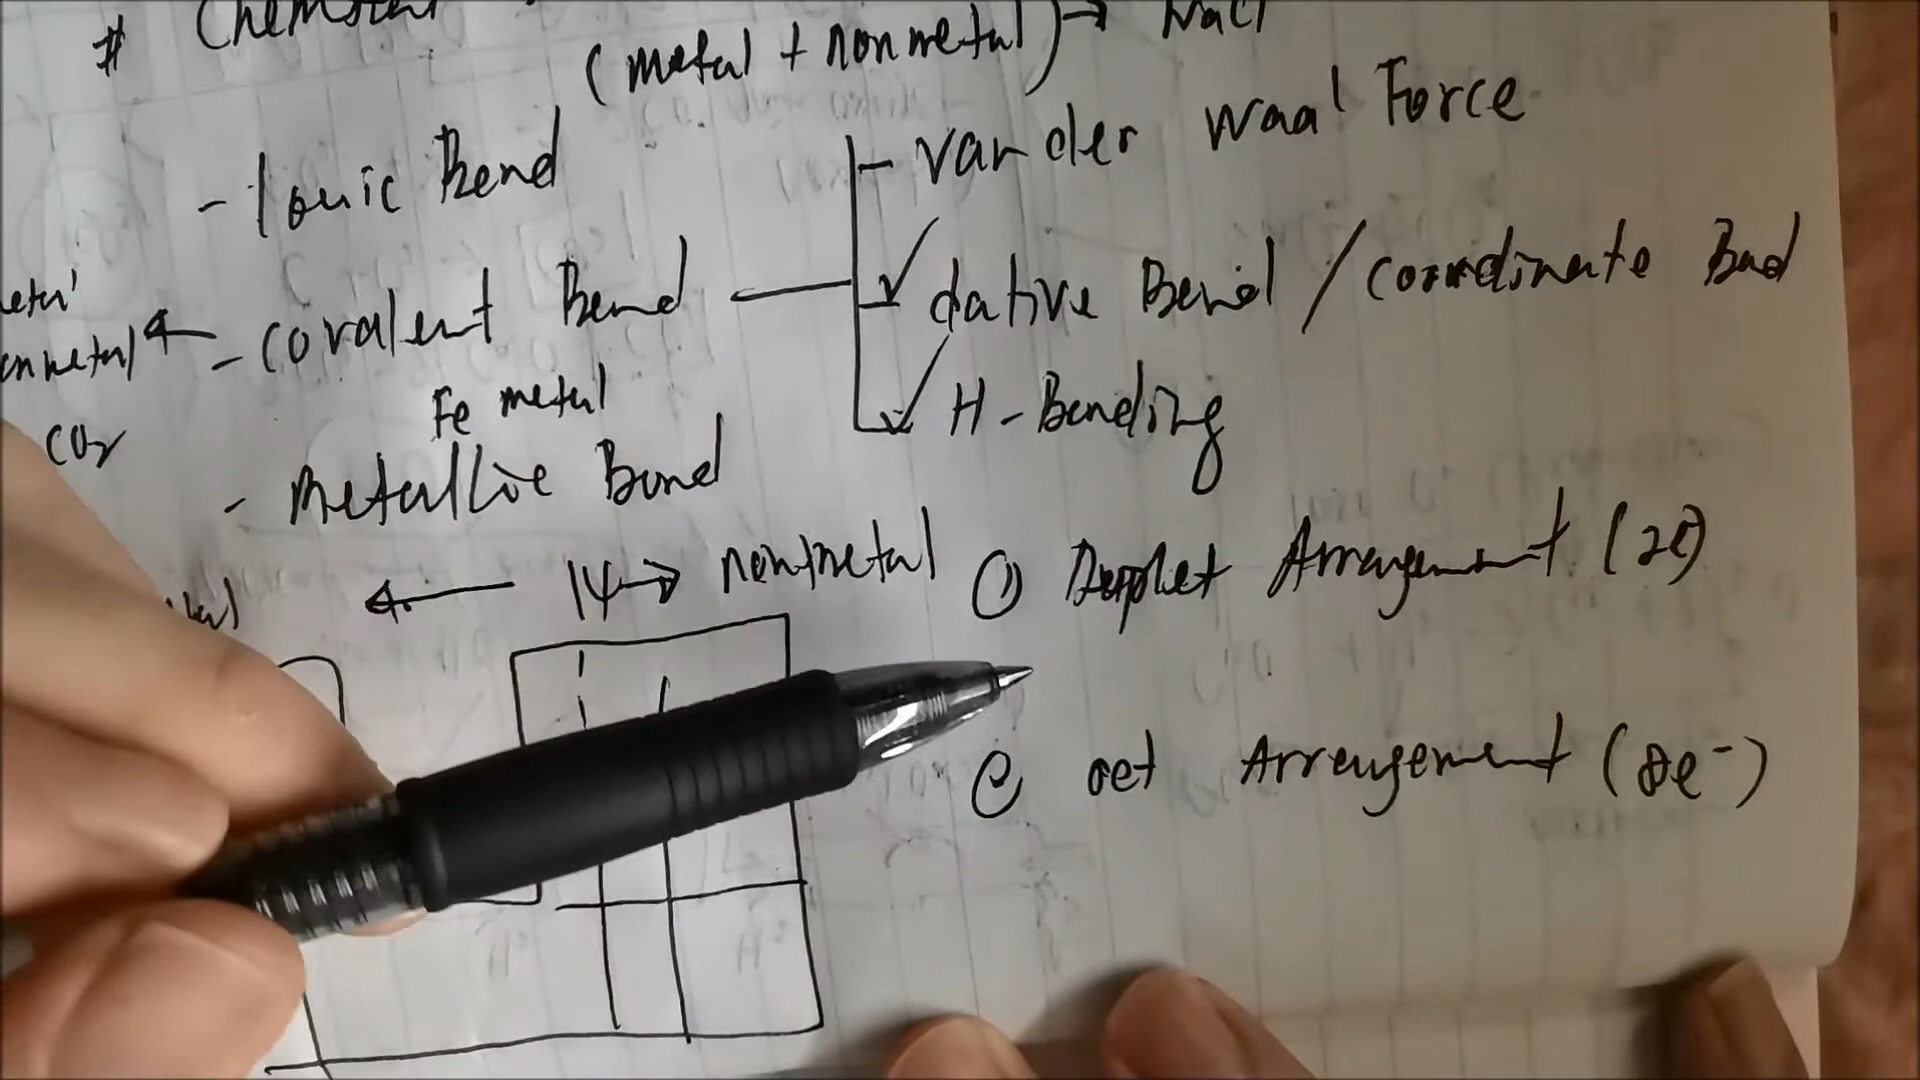 #
(metal + nonmetal) → NaCl
- Ionic Bond
- van der waal Force
- covalent Bond
dative Bond / coordinate Bond
H-Bonding
Fe metal
CO2
- Metallic Bond
← 14 → nonmetal
① Duplet Arrangement (2e)
② oct Arrangement (8e-)